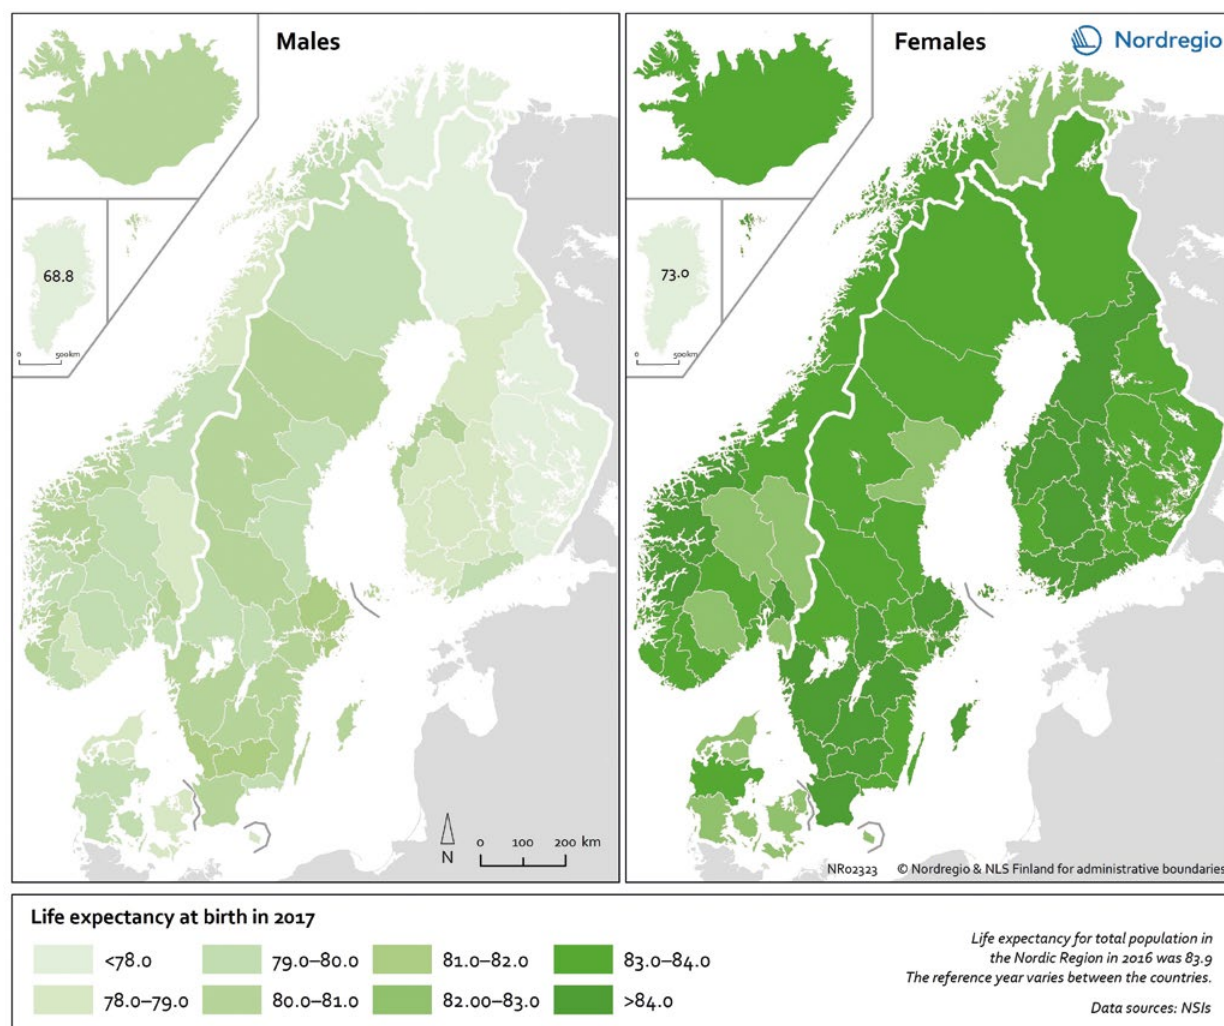 Males
68.8
0 500km
N
0 100 200 km
Females
Nordregio
73.0
0 500km
NR02323 © Nordregio & NLS Finland for administrative boundaries
Life expectancy at birth in 2017
<78.0
79.0–80.0
81.0–82.0
83.0–84.0
78.0–79.0
80.0–81.0
82.00–83.0
>84.0
Life expectancy for total population in
the Nordic Region in 2016 was 83.9
The reference year varies between the countries.
Data sources: NSIs